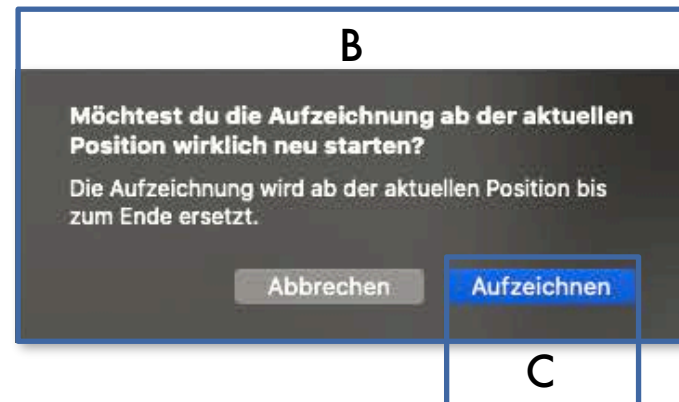 B
Möchtest du die Aufzeichnung ab der aktuellen
Position wirklich neu starten?
Die Aufzeichnung wird ab der aktuellen Position bis
zum Ende ersetzt.
Abbrechen Aufzeichnen
C